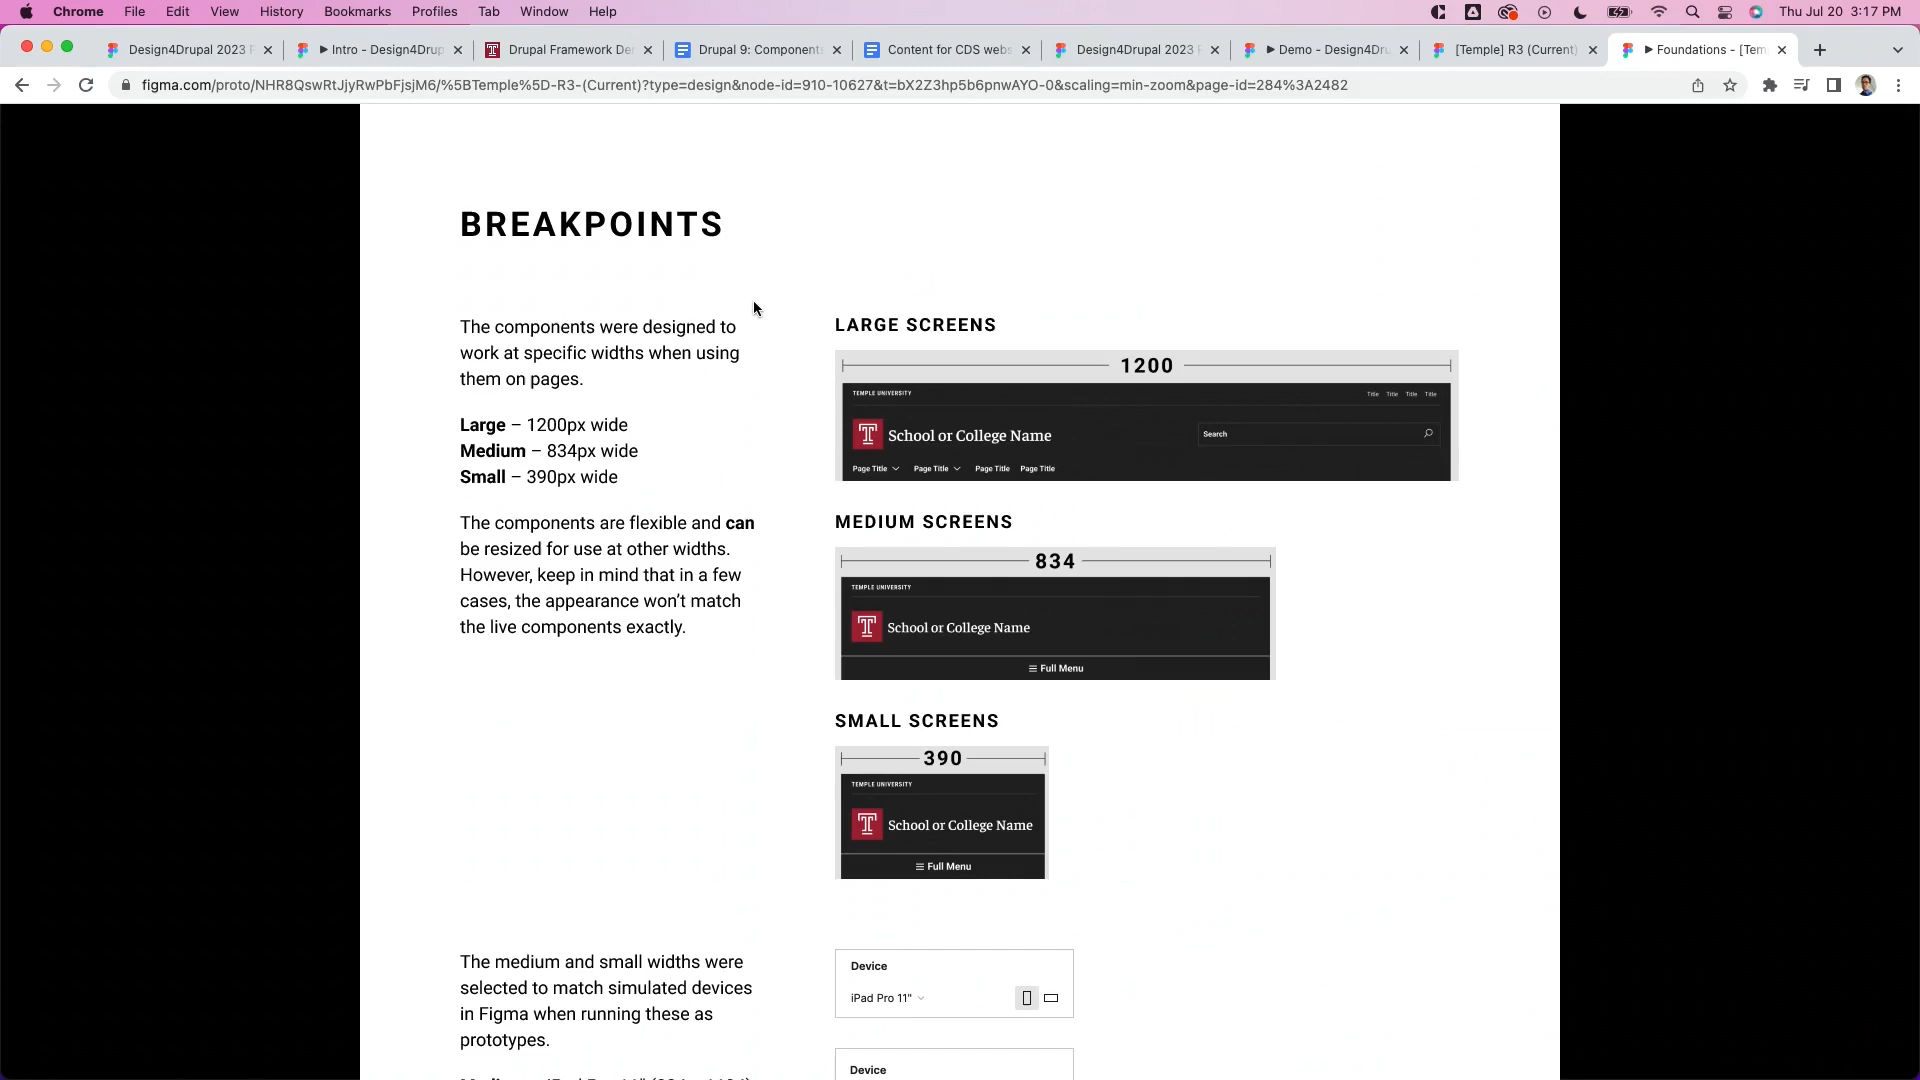 Chrome File Edit View History Bookmarks Profiles Tab Window Help Thu Jul 20 3:17 PM
Design4Drupal 2023 Intro - Design4Drup Drupal Framework De Drupal 9: Component Content for CDS webs Design4Drupal 2023 Demo - Design4Dru [Temple] R3 (Current) Foundations - [Tem
figma.com/proto/NHR8QswRtJjyRwPbFjsjM6/%5BTemple%5D-R3-(Current)?type=design&node-id=910-10627&t=bX2Z3hp5b6pnwAYO-0&scaling=min-zoom&page-id=284%3A2482
BREAKPOINTS
The components were designed to
work at specific widths when using
them on pages.
Large – 1200px wide
Medium – 834px wide
Small – 390px wide
The components are flexible and can
be resized for use at other widths.
However, keep in mind that in a few
cases, the appearance won't match
the live components exactly.
LARGE SCREENS
1200
TEMPLE UNIVERSITY Title Title Title Title
School or College Name Search
Page Title Page Title Page Title Page Title
MEDIUM SCREENS
834
TEMPLE UNIVERSITY
School or College Name
Full Menu
SMALL SCREENS
390
TEMPLE UNIVERSITY
School or College Name
Full Menu
The medium and small widths were
selected to match simulated devices
in Figma when running these as
prototypes.
Device
iPad Pro 11"
Device